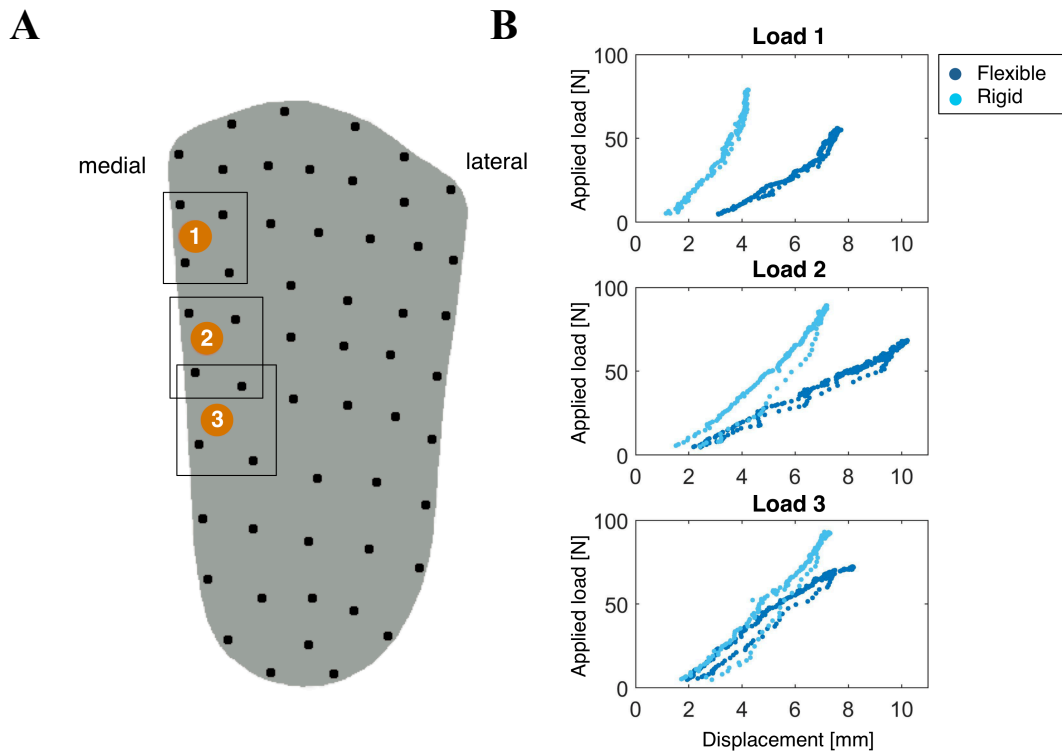 A
medial
lateral
1
2
3
B
Load 1
Applied load [N]
100
50
0
0 2 4 6 8 10
Flexible
Rigid
Load 2
Applied load [N]
100
50
0
0 2 4 6 8 10
Load 3
Applied load [N]
100
50
0
0 2 4 6 8 10
Displacement [mm]